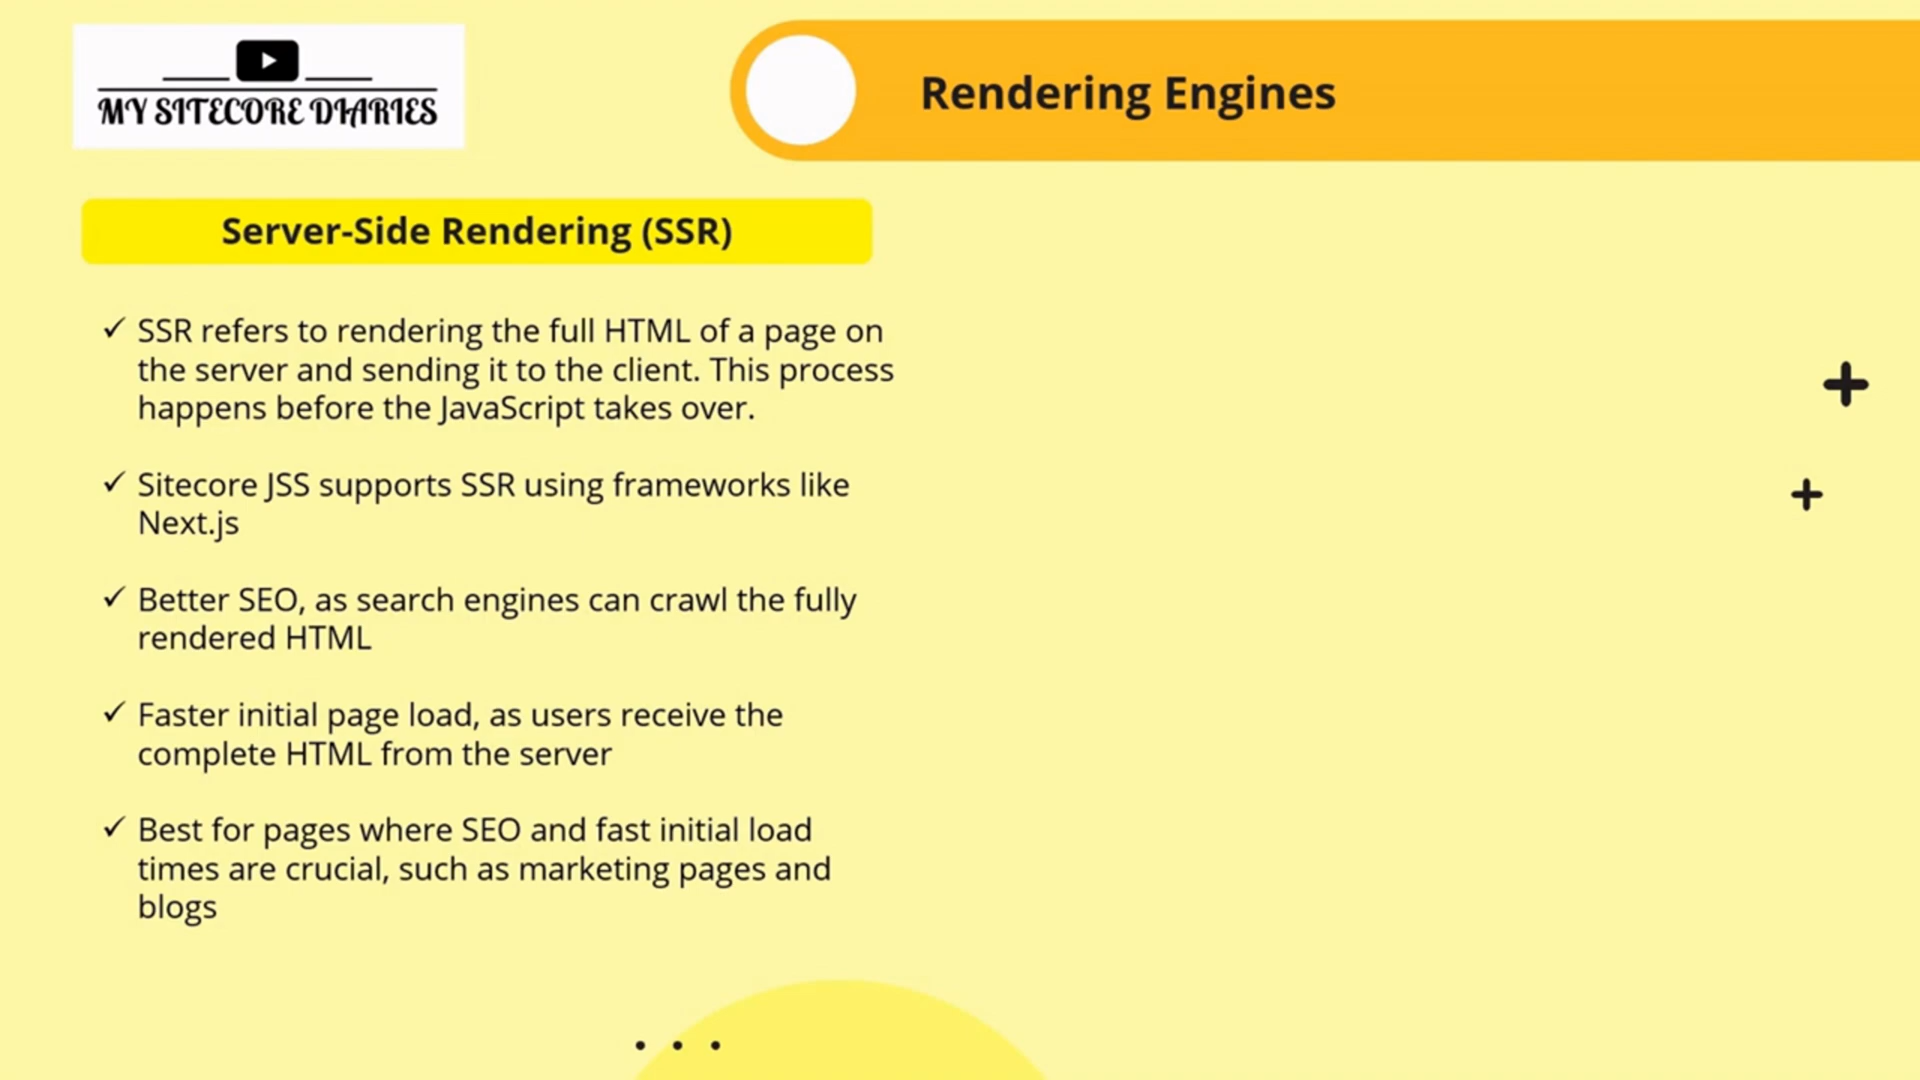 MY SITECORE DIARIES
Rendering Engines
Server-Side Rendering (SSR)
✓ SSR refers to rendering the full HTML of a page on
the server and sending it to the client. This process
happens before the JavaScript takes over.
✓ Sitecore JSS supports SSR using frameworks like
Next.js
✓ Better SEO, as search engines can crawl the fully
rendered HTML
✓ Faster initial page load, as users receive the
complete HTML from the server
✓ Best for pages where SEO and fast initial load
times are crucial, such as marketing pages and
blogs